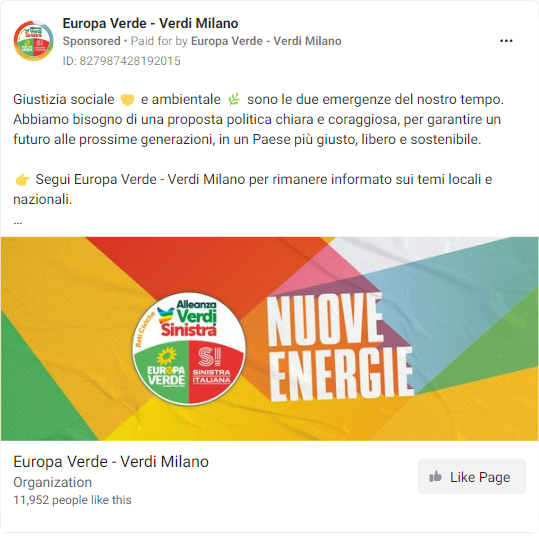 Europa Verde - Verdi Milano
Sponsored • Paid for by Europa Verde - Verdi Milano
ID: 827987428192015
Giustizia sociale 🤝 e ambientale 🌿 sono le due emergenze del nostro tempo.
Abbiamo bisogno di una proposta politica chiara e coraggiosa, per garantire un
futuro alle prossime generazioni, in un Paese più giusto, libero e sostenibile.
👉 Segui Europa Verde - Verdi Milano per rimanere informato sui temi locali e
nazionali.
...
Reti Civiche
Alleanza
Verdi
Sinistra
EUROPA
VERDE
SI
SINISTRA
ITALIANA
NUOVE
ENERGIE
Europa Verde - Verdi Milano
Organization
11,952 people like this
Like Page